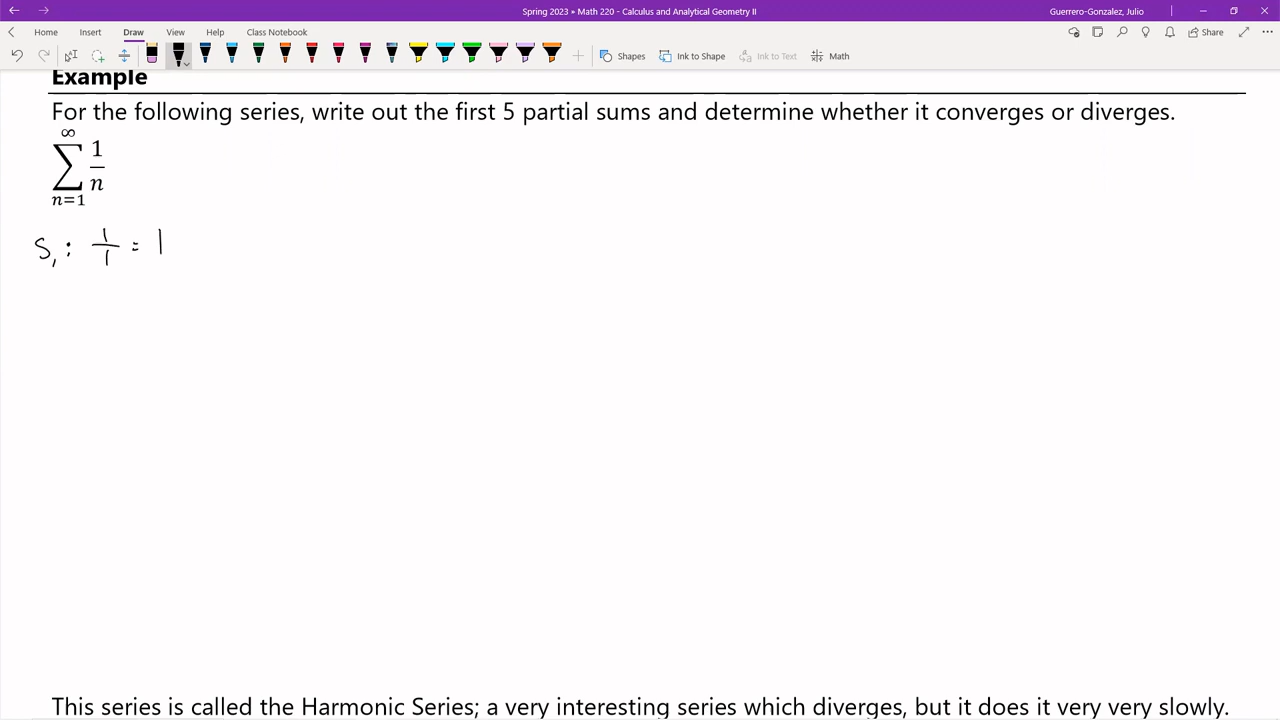 Spring 2023 » Math 220 - Calculus and Analytical Geometry II
Guerrero-Gonzalez, Julio
Home Insert Draw View Help Class Notebook
Share
Shapes Ink to Shape Ink to Text Math
Example
For the following series, write out the first 5 partial sums and determine whether it converges or diverges.
∞
∑ 1/n
n=1
S₁ : 1/1 = 1
This series is called the Harmonic Series; a very interesting series which diverges, but it does it very very slowly.